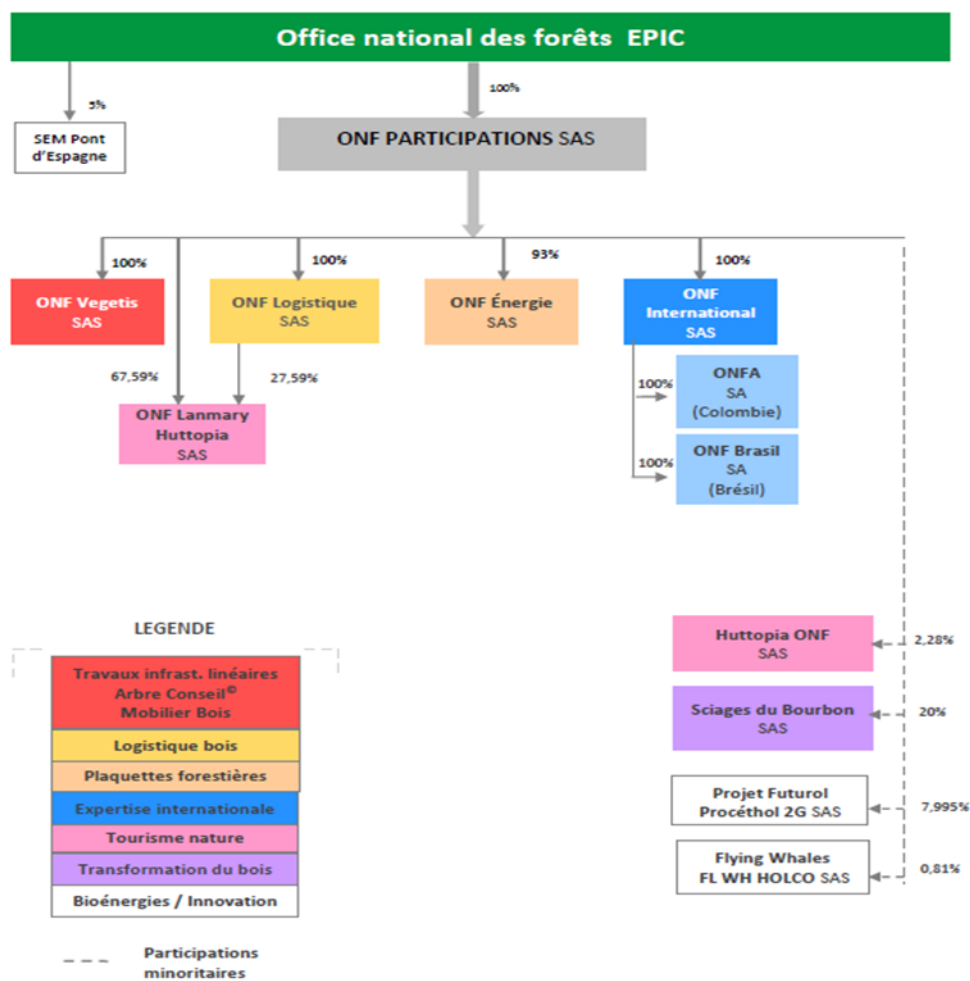 Office national des forêts EPIC
5%
100%
SEM Pont
d'Espagne
ONF PARTICIPATIONS SAS
100%
100%
93%
100%
ONF Vegetis
SAS
ONF Logistique
SAS
ONF Énergie
SAS
ONF
International
SAS
67,59%
27,59%
ONF Lanmary
Huttopia
SAS
100%
ONFA
SA
(Colombie)
100%
ONF Brasil
SA
(Brésil)
LEGENDE
Travaux infrast. linéaires
Arbre Conseil©
Mobilier Bois
Logistique bois
Plaquettes forestières
Expertise internationale
Tourisme nature
Transformation du bois
Bioénergies / Innovation
Participations
minoritaires
Huttopia ONF
SAS
2,28%
Sciages du Bourbon
SAS
20%
Projet Futurol
Procéthol 2G SAS
7,995%
Flying Whales
FL WH HOLCO SAS
0,81%